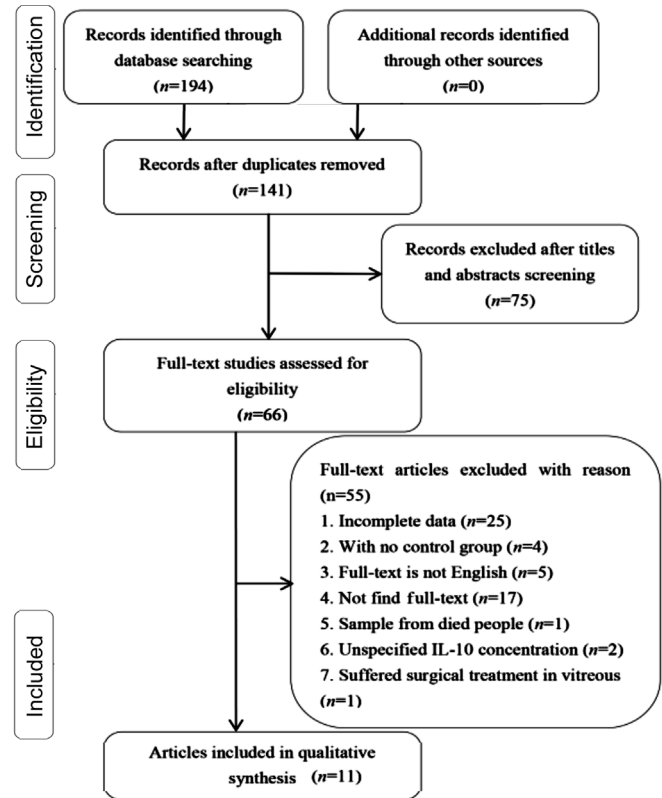 Identification
Records identified through
database searching
(n=194)
Additional records identified
through other sources
(n=0)
Records after duplicates removed
(n=141)
Screening
Records excluded after titles
and abstracts screening
(n=75)
Eligibility
Full-text studies assessed for
eligibility
(n=66)
Full-text articles excluded with reason
(n=55)
1. Incomplete data (n=25)
2. With no control group (n=4)
3. Full-text is not English (n=5)
4. Not find full-text (n=17)
5. Sample from died people (n=1)
6. Unspecified IL-10 concentration (n=2)
7. Suffered surgical treatment in vitreous
(n=1)
Included
Articles included in qualitative
synthesis (n=11)